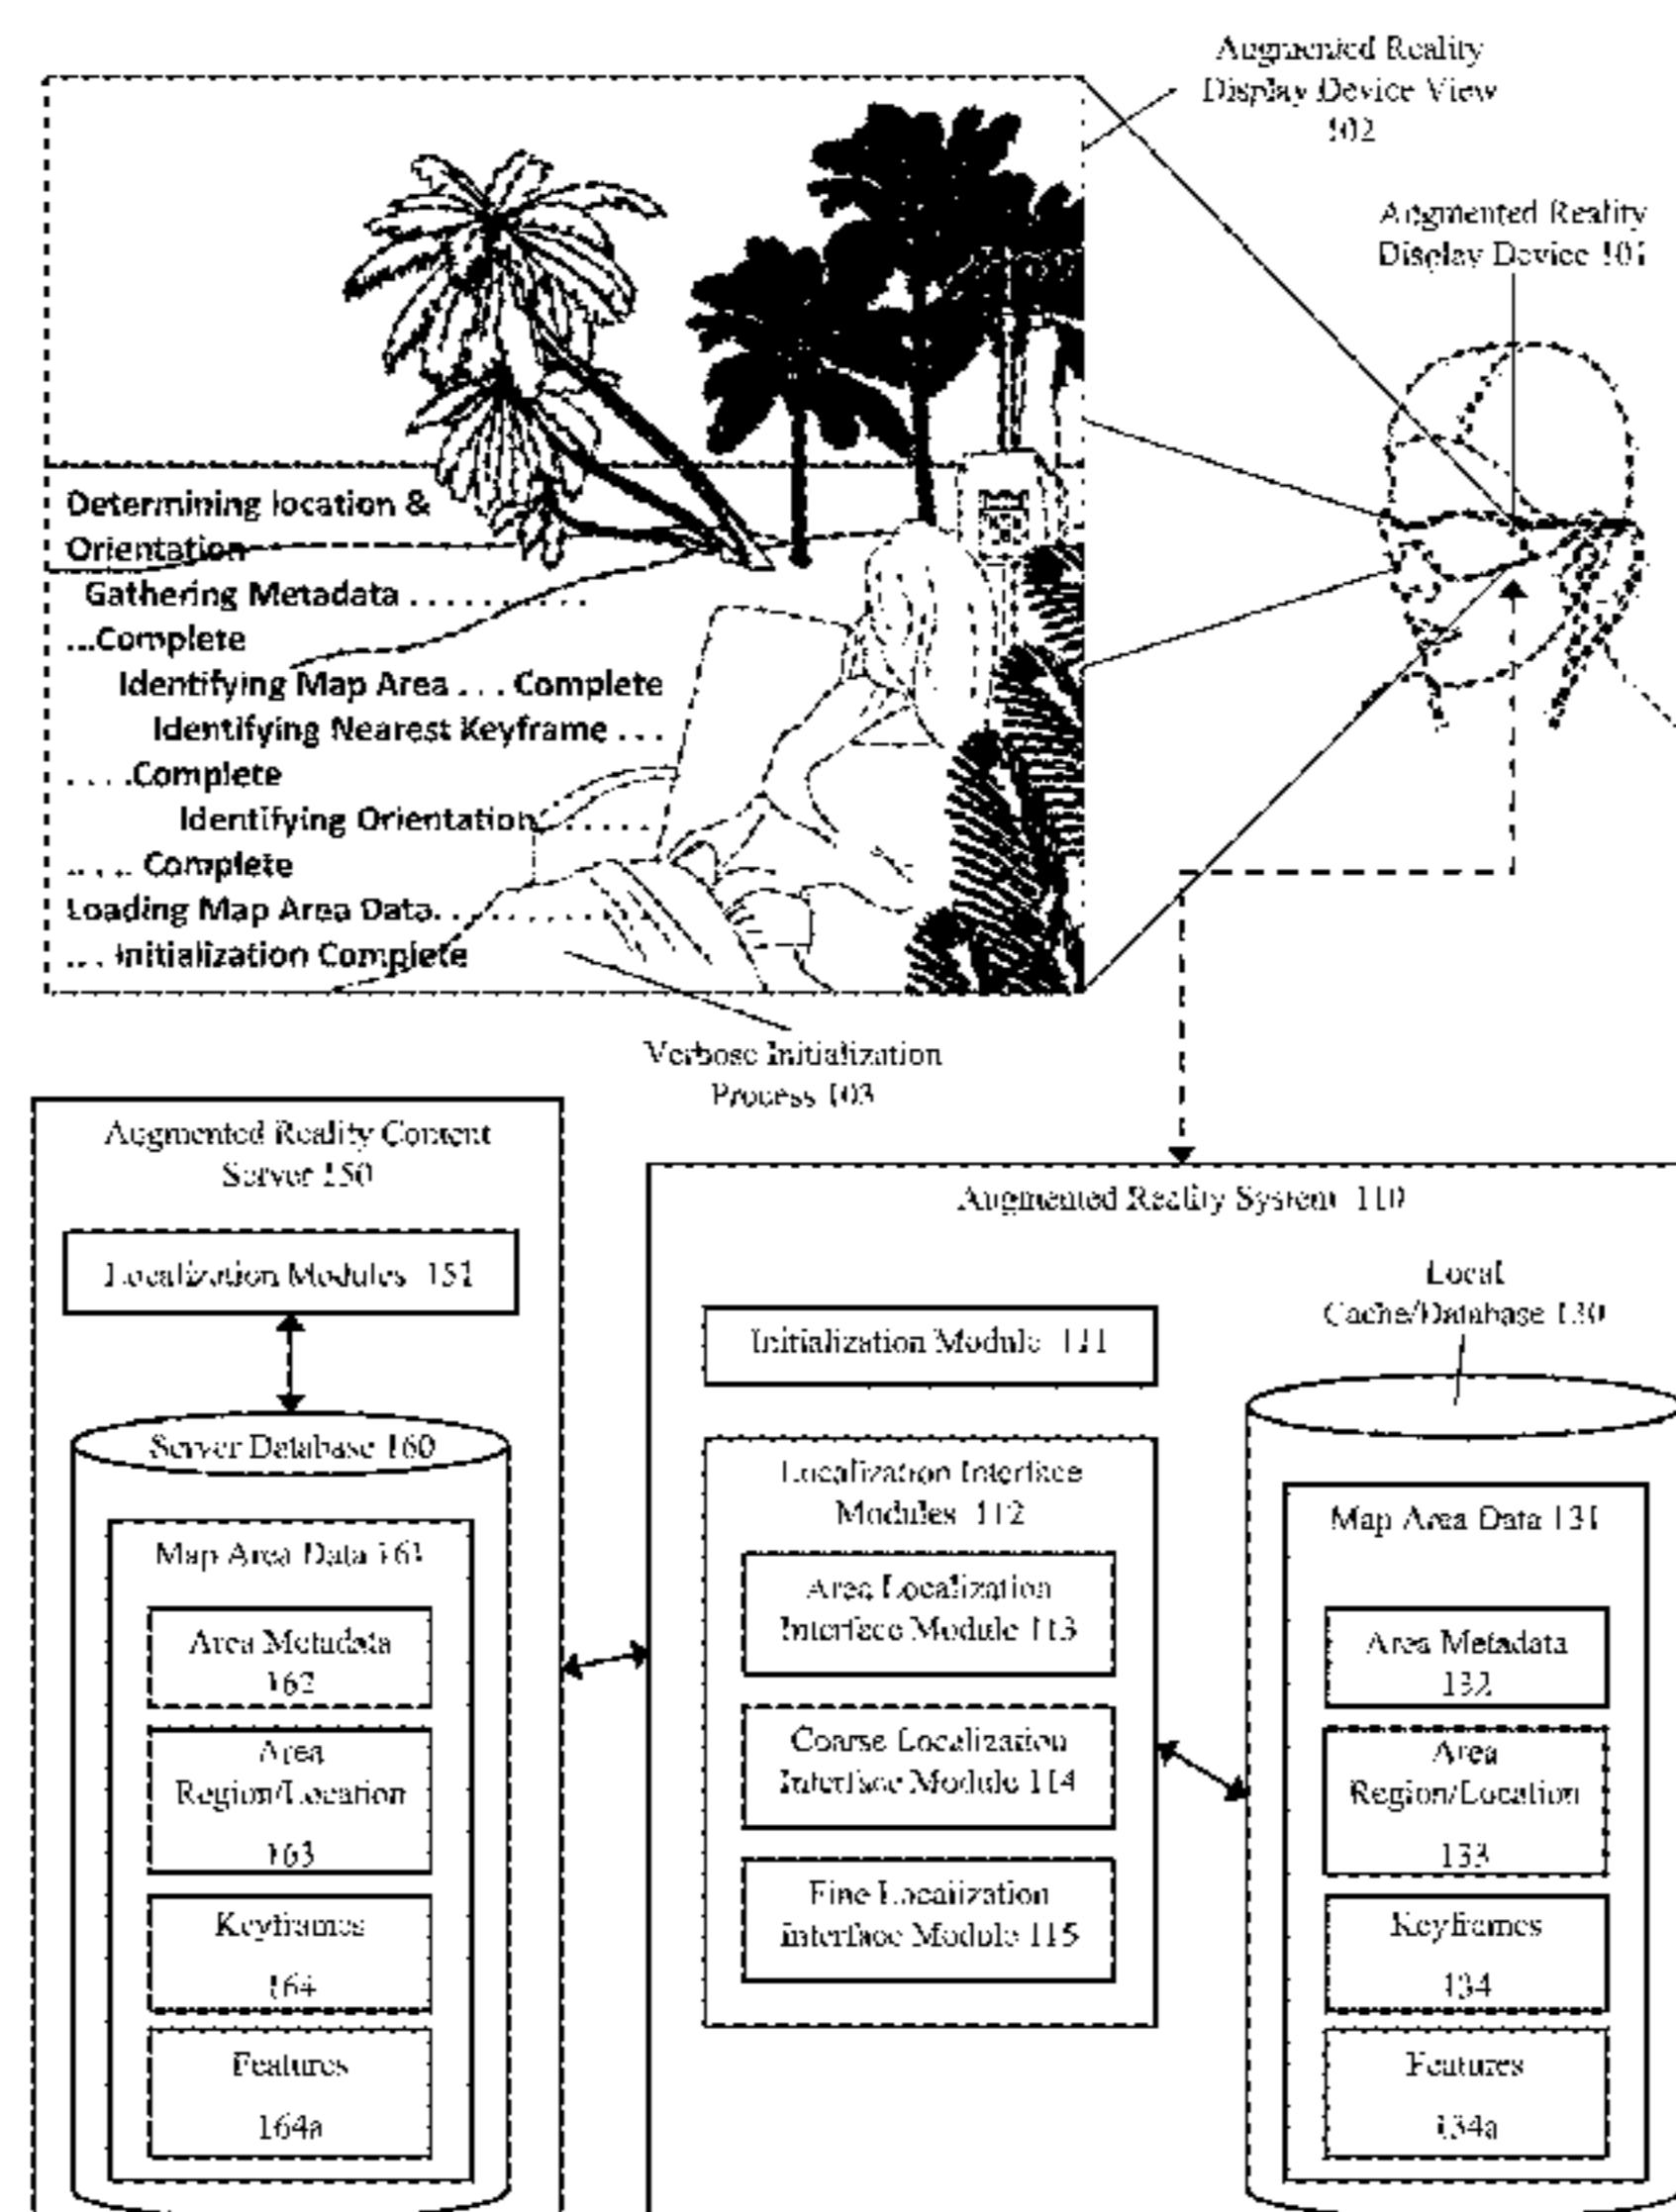 Augmented Reality
Display Device View
102
Augmented Reality
Display Device 101
Determining location &
Orientation
Gathering Metadata . . . . . . . . . .
...Complete
Identifying Map Area . . . Complete
Identifying Nearest Keyframe . . .
. . . .Complete
Identifying Orientation. . . . . . .
. . . . . Complete
Loading Map Area Data. . . . . . . . . . .
. . . Initialization Complete
Verbose Initialization
Process 103
Augmented Reality Content
Server 150
Localization Modules 151
Server Database 160
Map Area Data 161
Area Metadata
162
Area
Region/Location
163
Keyframes
164
Features
164a
Augmented Reality System 110
Initialization Module 111
Localization Interface
Modules 112
Area Localization
Interface Module 113
Coarse Localization
Interface Module 114
Fine Localization
Interface Module 115
Local
Cache/Database 130
Map Area Data 131
Area Metadata
132
Area
Region/Location
133
Keyframes
134
Features
134a